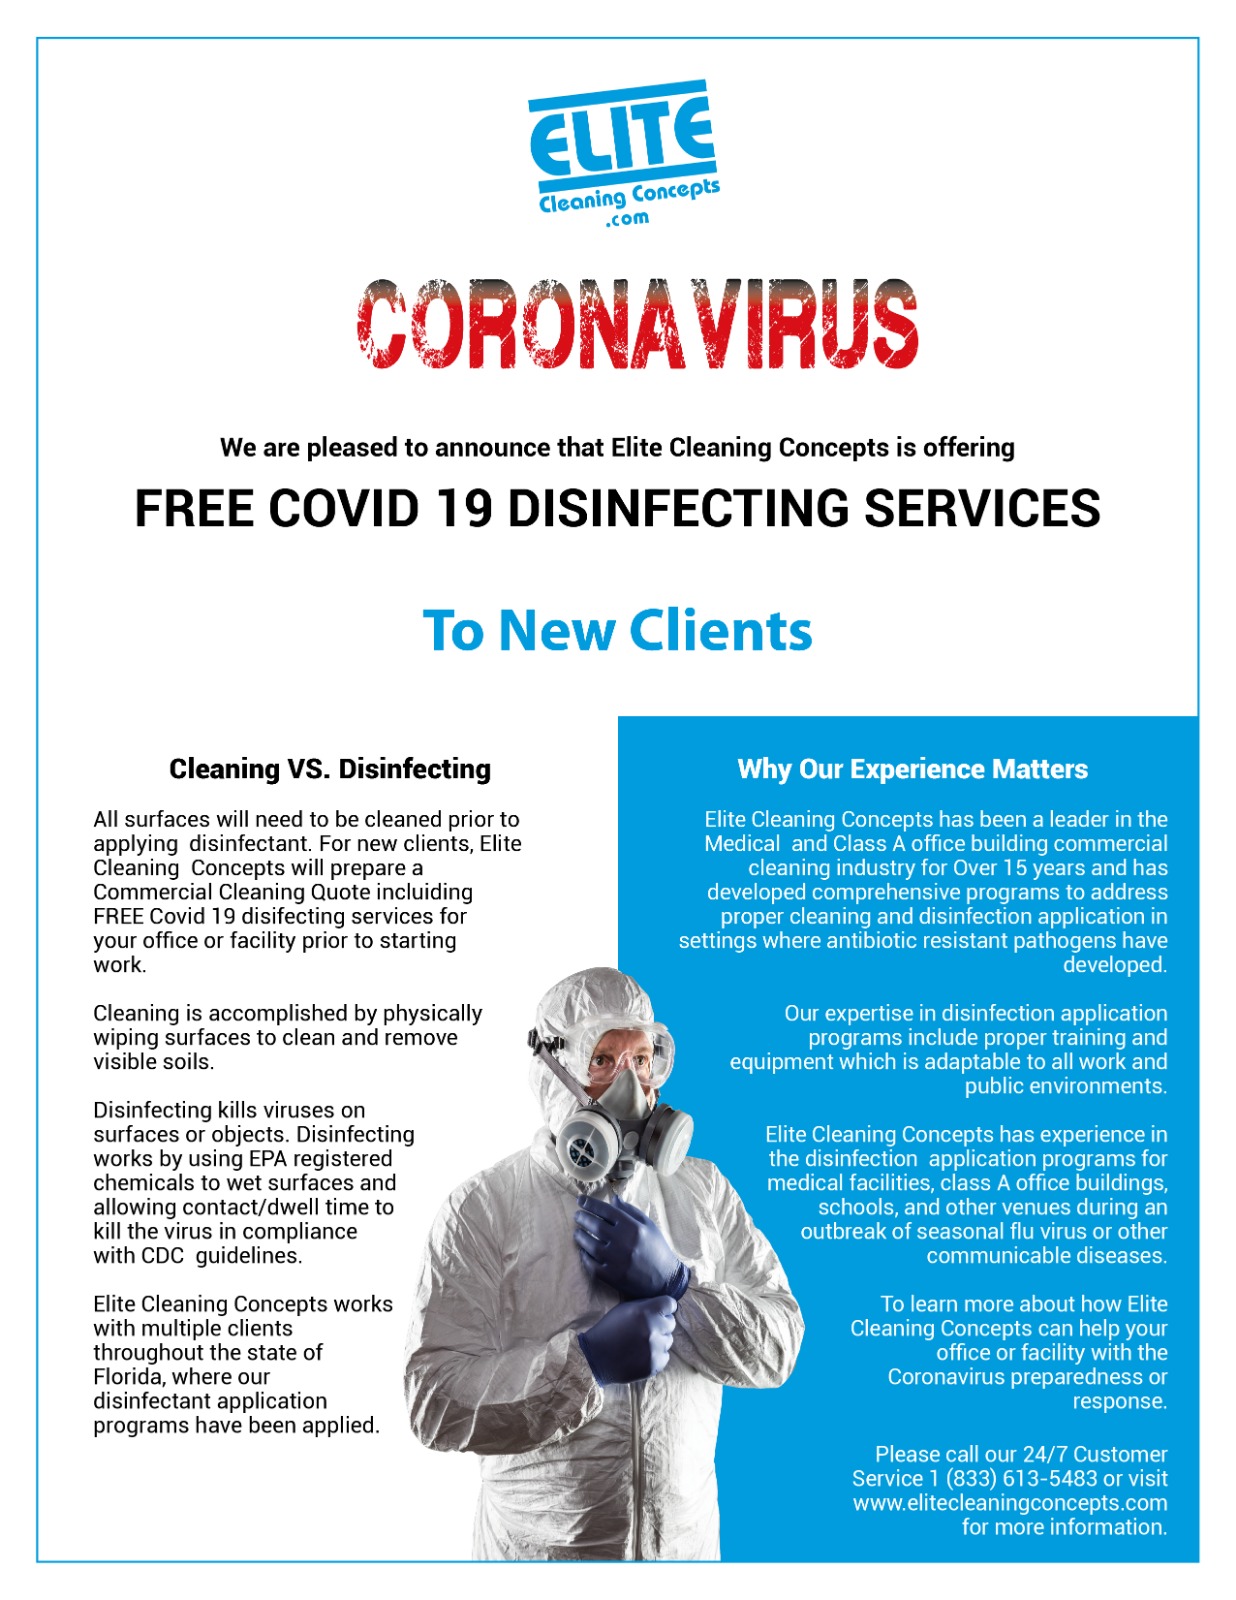 ELITE
Cleaning Concepts
.com
CORONAVIRUS
We are pleased to announce that Elite Cleaning Concepts is offering
FREE COVID 19 DISINFECTING SERVICES
To New Clients
Cleaning VS. Disinfecting
All surfaces will need to be cleaned prior to
applying disinfectant. For new clients, Elite
Cleaning Concepts will prepare a
Commercial Cleaning Quote incluiding
FREE Covid 19 disifecting services for
your office or facility prior to starting
work.
Cleaning is accomplished by physically
wiping surfaces to clean and remove
visible soils.
Disinfecting kills viruses on
surfaces or objects. Disinfecting
works by using EPA registered
chemicals to wet surfaces and
allowing contact/dwell time to
kill the virus in compliance
with CDC guidelines.
Elite Cleaning Concepts works
with multiple clients
throughout the state of
Florida, where our
disinfectant application
programs have been applied.
Why Our Experience Matters
Elite Cleaning Concepts has been a leader in the
Medical and Class A office building commercial
cleaning industry for Over 15 years and has
developed comprehensive programs to address
proper cleaning and disinfection application in
settings where antibiotic resistant pathogens have
developed.
Our expertise in disinfection application
programs include proper training and
equipment which is adaptable to all work and
public environments.
Elite Cleaning Concepts has experience in
the disinfection application programs for
medical facilities, class A office buildings,
schools, and other venues during an
outbreak of seasonal flu virus or other
communicable diseases.
To learn more about how Elite
Cleaning Concepts can help your
office or facility with the
Coronavirus preparedness or
response.
Please call our 24/7 Customer
Service 1 (833) 613-5483 or visit
www.elitecleaningconcepts.com
for more information.